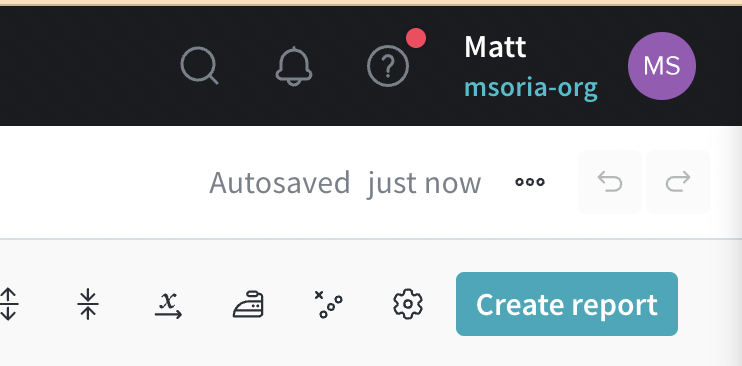 Matt
msoria-org
MS
Autosaved just now
x
Create report